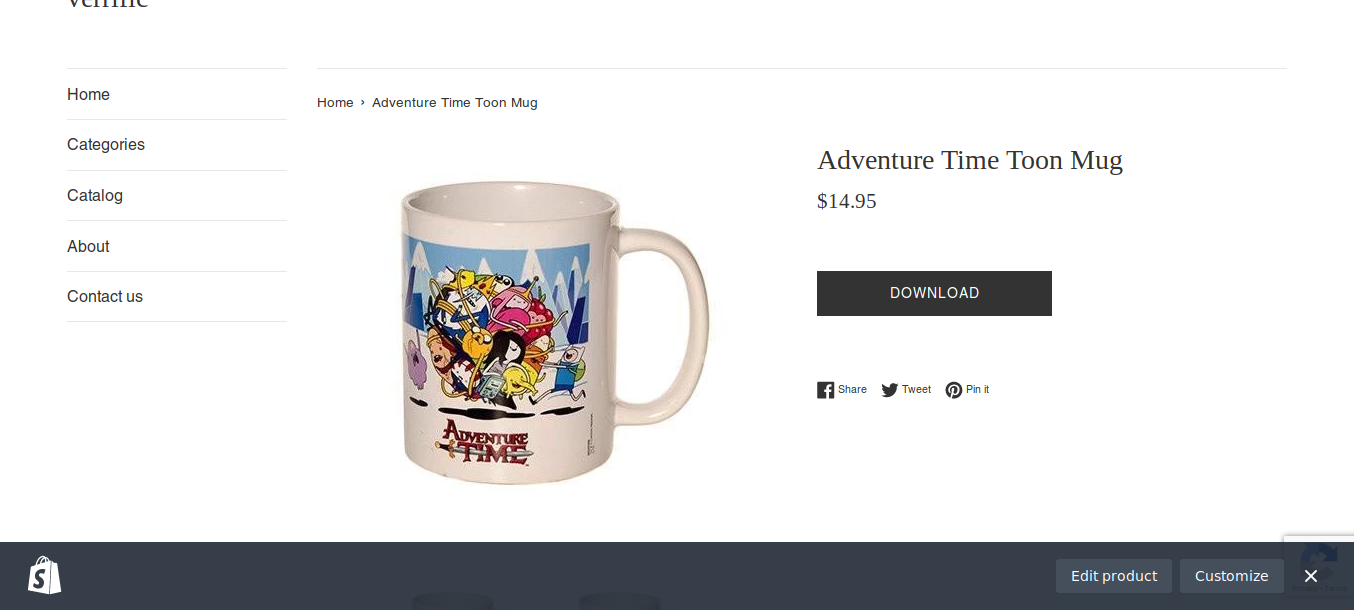 Home
Categories
Catalog
About
Contact us
Home › Adventure Time Toon Mug
Adventure Time Toon Mug
$14.95
DOWNLOAD
Share Tweet Pin it
ADVENTURE
TIME
S
Edit product Customize